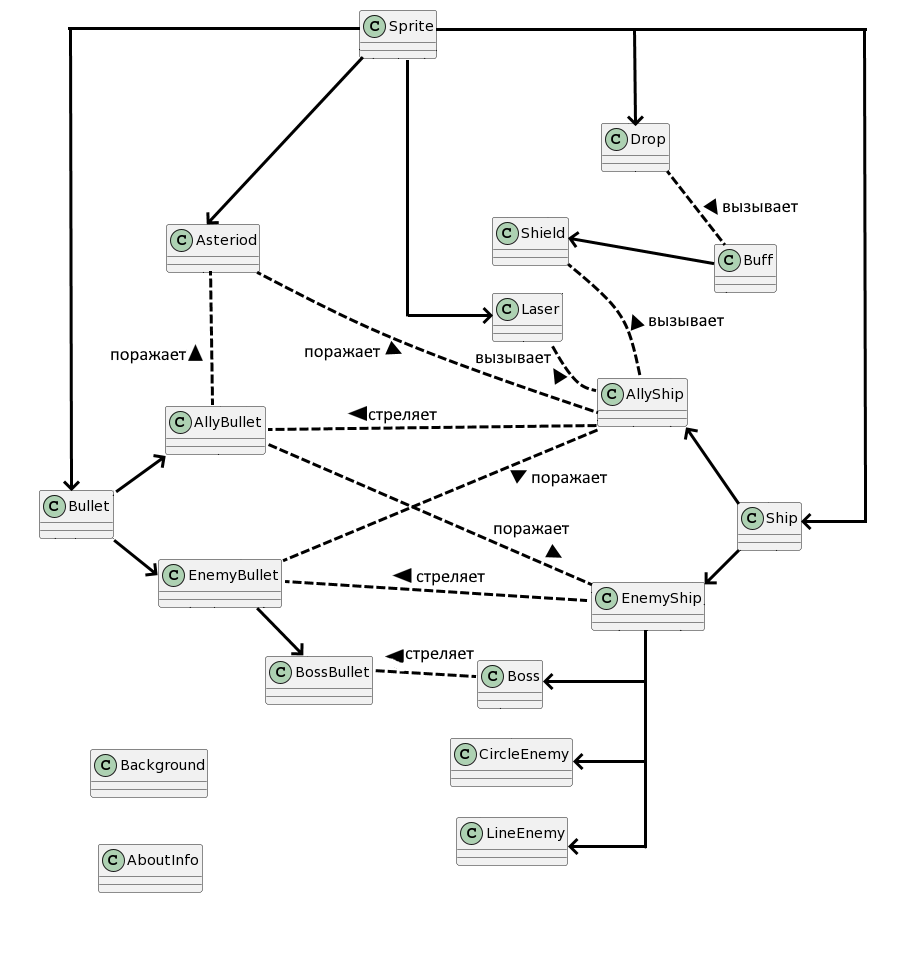 C Sprite
C Drop
вызывает
C Asteriod
C Shield
C Buff
C Laser
вызывает
поражает
поражает
вызывает
C AllyShip
C AllyBullet
стреляет
поражает
C Bullet
C Ship
поражает
C EnemyBullet
стреляет
C EnemyShip
C BossBullet
стреляет
C Boss
C Background
C CircleEnemy
C LineEnemy
C AboutInfo